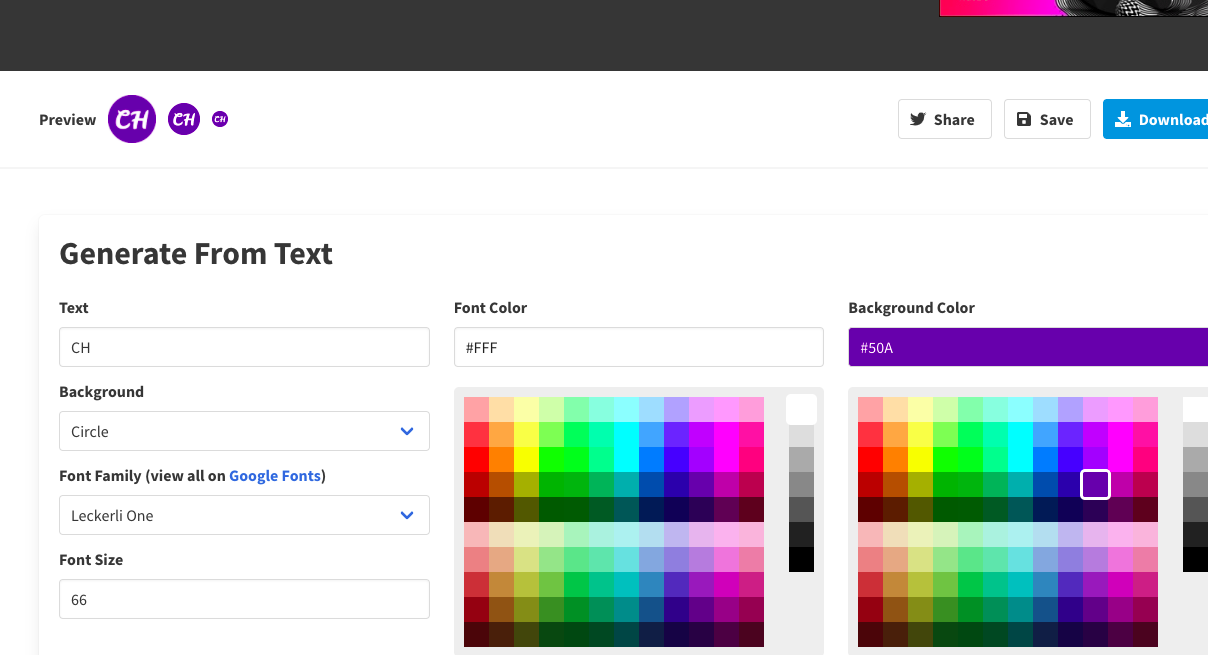 Preview CH CH CH Share Save Download
Generate From Text
Text Font Color Background Color
CH #FFF #50A
Background
Circle
Font Family (view all on Google Fonts)
Leckerli One
Font Size
66